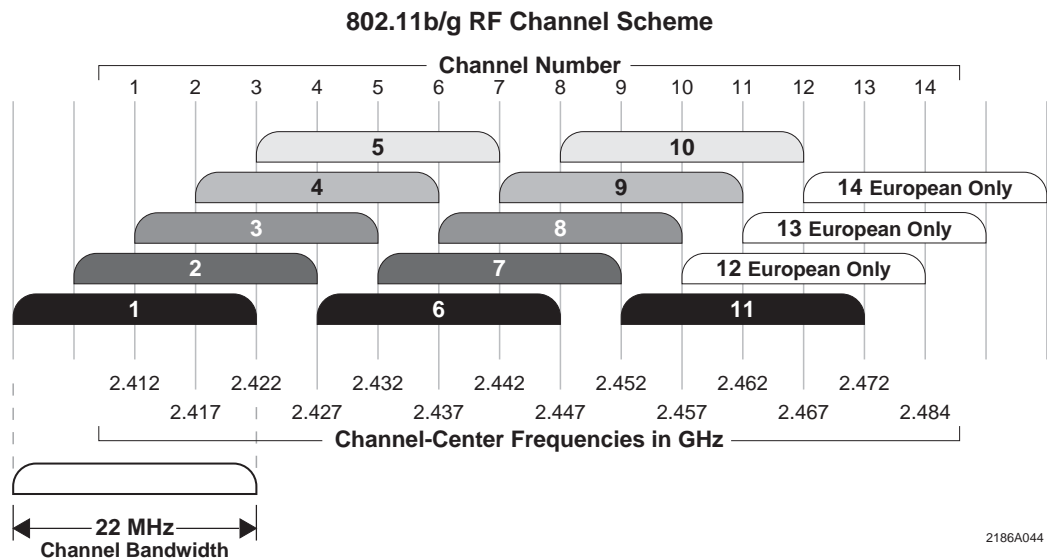 802.11b/g RF Channel Scheme
Channel Number
1 2 3 4 5 6 7 8 9 10 11 12 13 14
5 10
4 9 14 European Only
3 8 13 European Only
2 7 12 European Only
1 6 11
2.412 2.422 2.432 2.442 2.452 2.462 2.472
2.417 2.427 2.437 2.447 2.457 2.467 2.484
Channel-Center Frequencies in GHz
22 MHz
Channel Bandwidth
2186A044